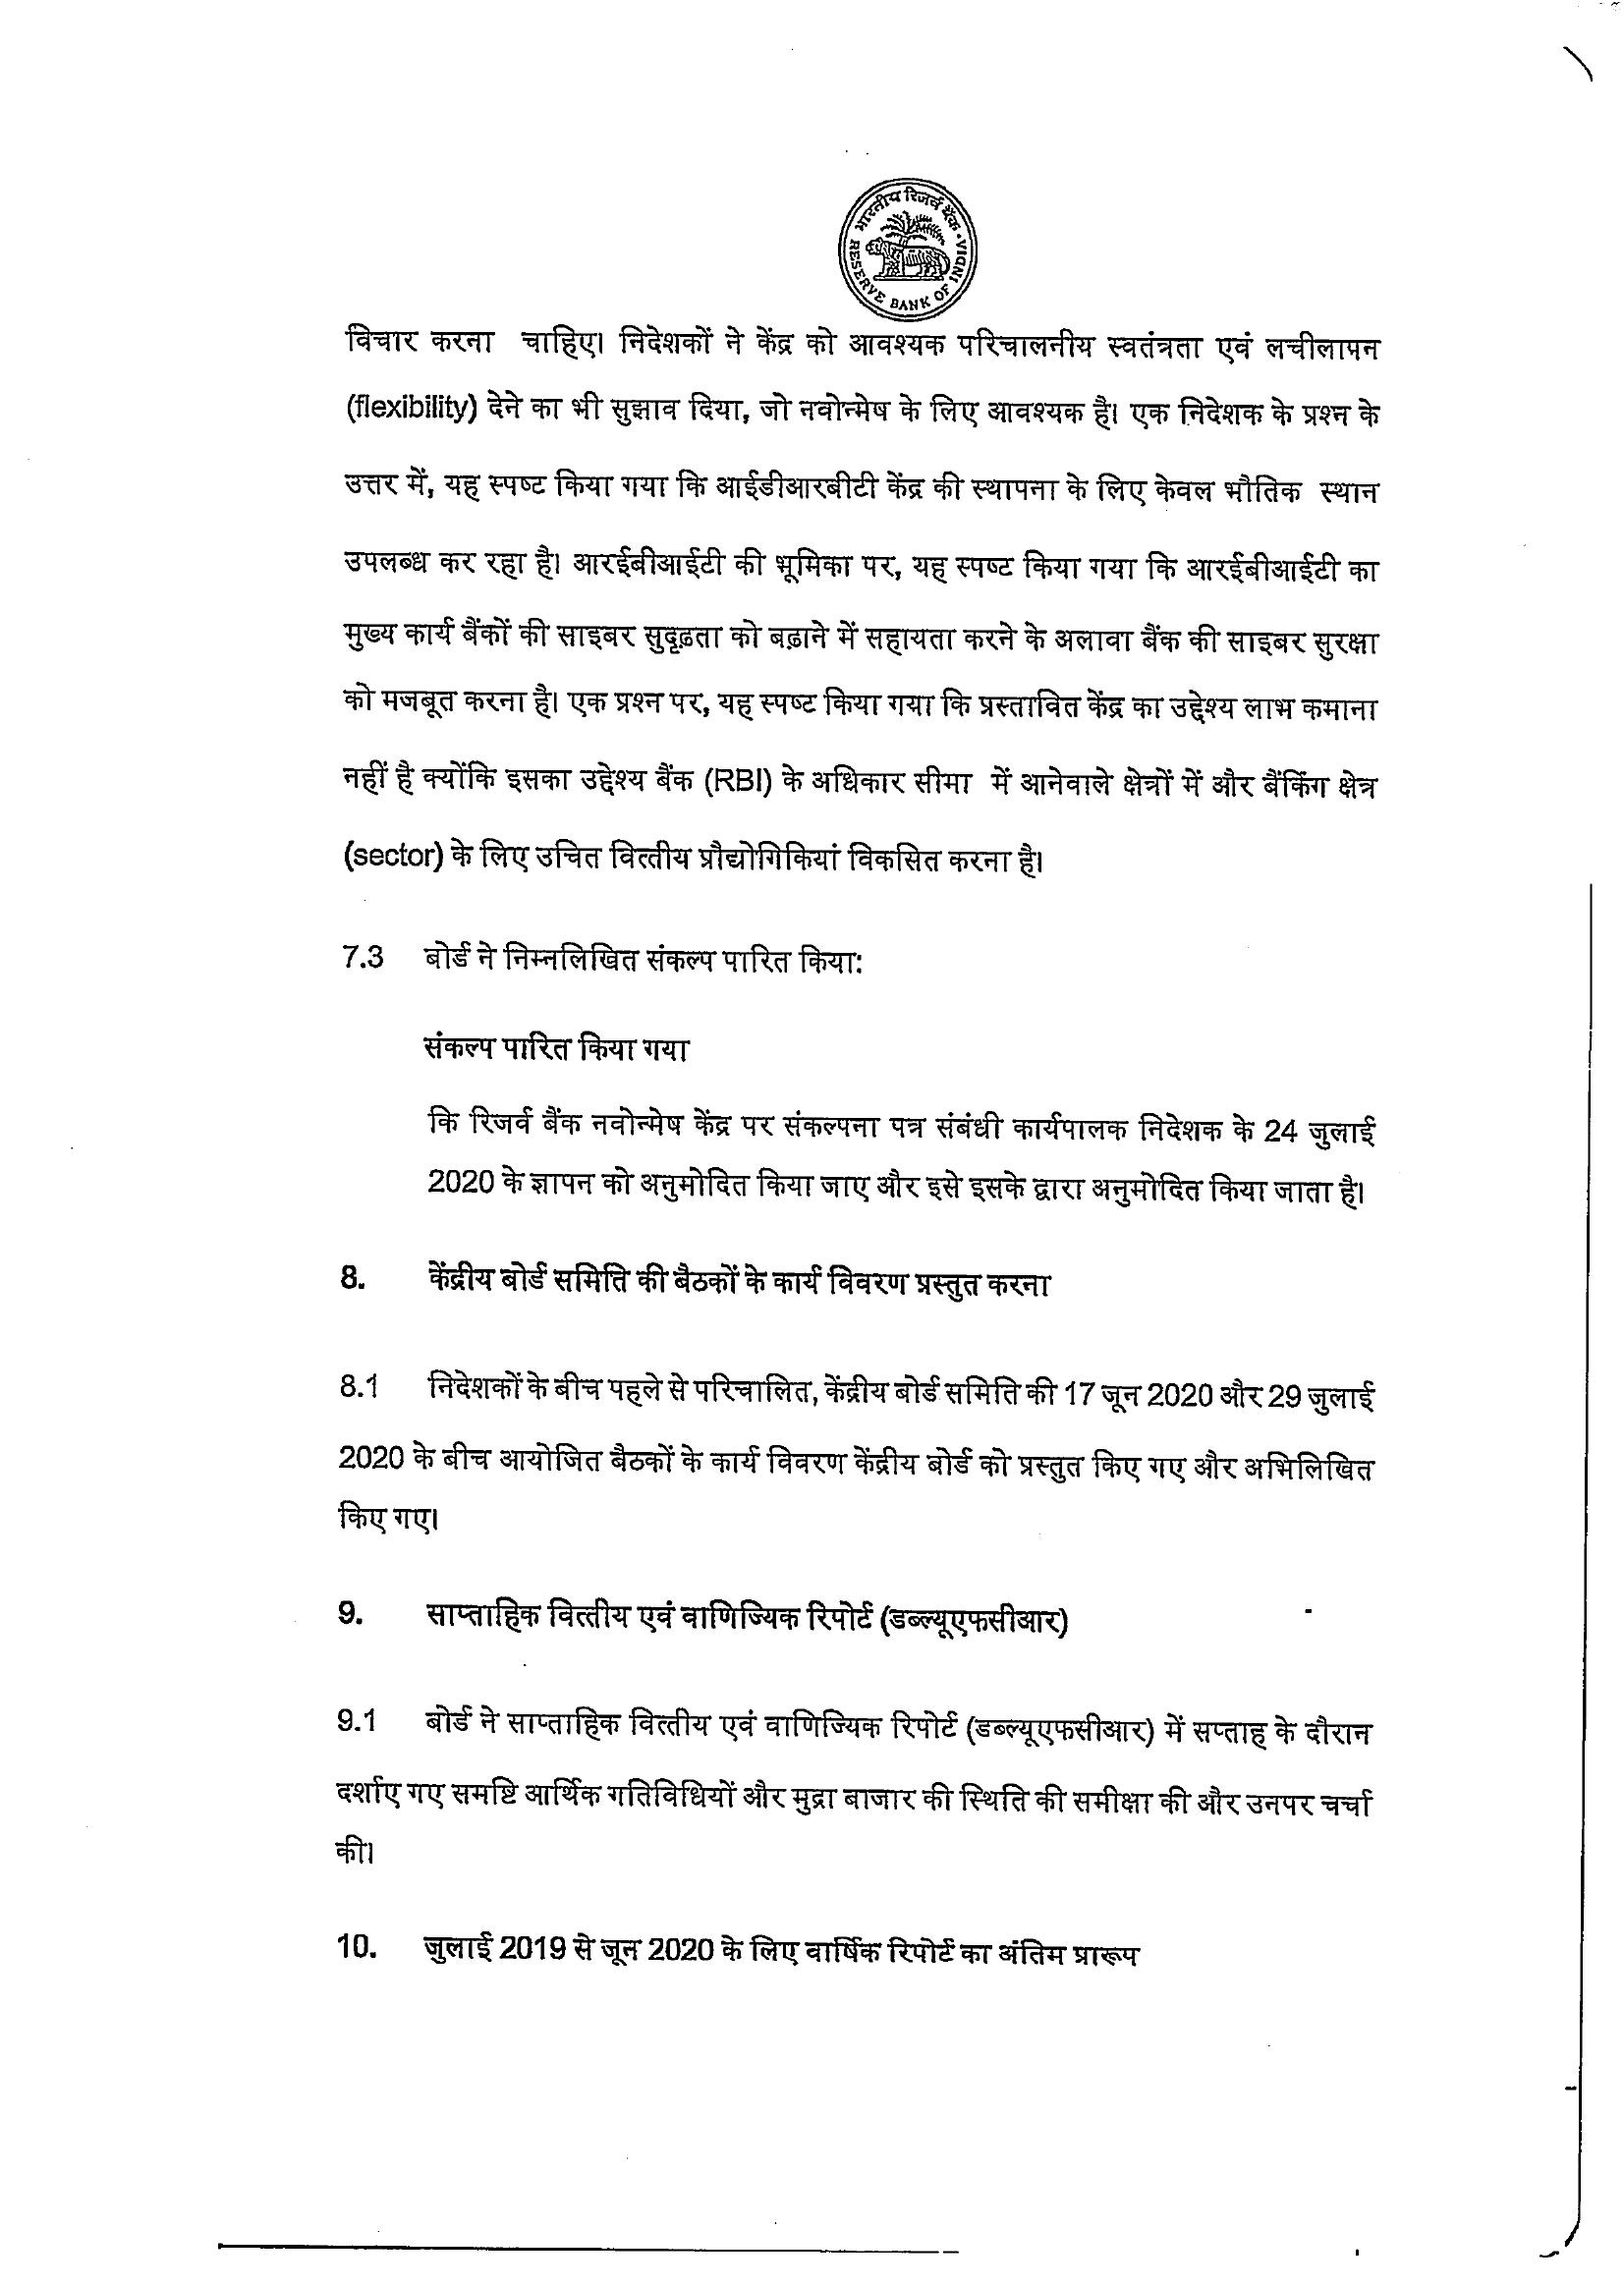 भारतीय रिज़र्व बैंक
RESERVE BANK OF INDIA
विचार करना चाहिए। निदेशकों ने केंद्र को आवश्यक परिचालनीय स्वतंत्रता एवं लचीलापन
(flexibility) देने का भी सुझाव दिया, जो नवोन्मेष के लिए आवश्यक है। एक निदेशक के प्रश्न के
उत्तर में, यह स्पष्ट किया गया कि आईडीआरबीटी केंद्र की स्थापना के लिए केवल भौतिक स्थान
उपलब्ध कर रहा है। आरईबीआईटी की भूमिका पर, यह स्पष्ट किया गया कि आरईबीआईटी का
मुख्य कार्य बैंकों की साइबर सुदृढ़ता को बढ़ाने में सहायता करने के अलावा बैंक की साइबर सुरक्षा
को मजबूत करना है। एक प्रश्न पर, यह स्पष्ट किया गया कि प्रस्तावित केंद्र का उद्देश्य लाभ कमाना
नहीं है क्योंकि इसका उद्देश्य बैंक (RBI) के अधिकार सीमा में आनेवाले क्षेत्रों में और बैंकिंग क्षेत्र
(sector) के लिए उचित वित्तीय प्रौद्योगिकियां विकसित करना है।
7.3 बोर्ड ने निम्नलिखित संकल्प पारित किया:
संकल्प पारित किया गया
कि रिजर्व बैंक नवोन्मेष केंद्र पर संकल्पना पत्र संबंधी कार्यपालक निदेशक के 24 जुलाई
2020 के ज्ञापन को अनुमोदित किया जाए और इसे इसके द्वारा अनुमोदित किया जाता है।
8. केंद्रीय बोर्ड समिति की बैठकों के कार्य विवरण प्रस्तुत करना
8.1 निदेशकों के बीच पहले से परिचालित, केंद्रीय बोर्ड समिति की 17 जून 2020 और 29 जुलाई
2020 के बीच आयोजित बैठकों के कार्य विवरण केंद्रीय बोर्ड को प्रस्तुत किए गए और अभिलिखित
किए गए।
9. साप्ताहिक वित्तीय एवं वाणिज्यिक रिपोर्ट (डब्ल्यूएफसीआर)
9.1 बोर्ड ने साप्ताहिक वित्तीय एवं वाणिज्यिक रिपोर्ट (डब्ल्यूएफसीआर) में सप्ताह के दौरान
दर्शाए गए समष्टि आर्थिक गतिविधियों और मुद्रा बाजार की स्थिति की समीक्षा की और उनपर चर्चा
की।
10. जुलाई 2019 से जून 2020 के लिए वार्षिक रिपोर्ट का अंतिम प्रारूप